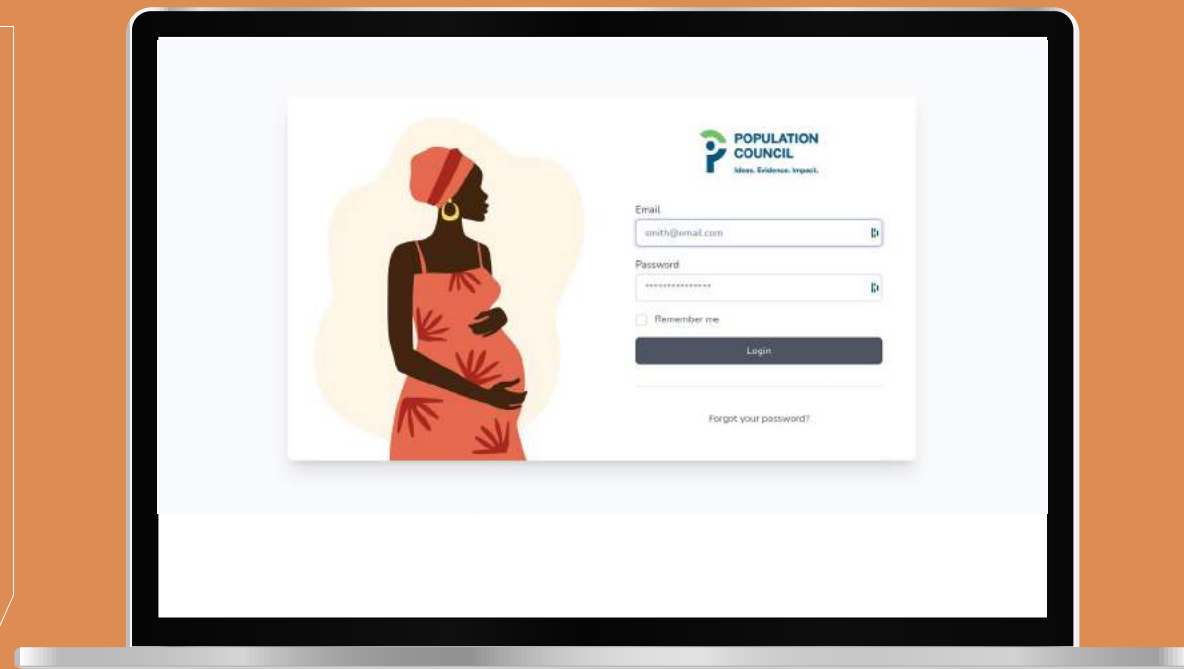 POPULATION
COUNCIL
Ideas. Evidence. Impact.
Email
smith@email.com
Password
***************
Remember me
Login
Forgot your password?